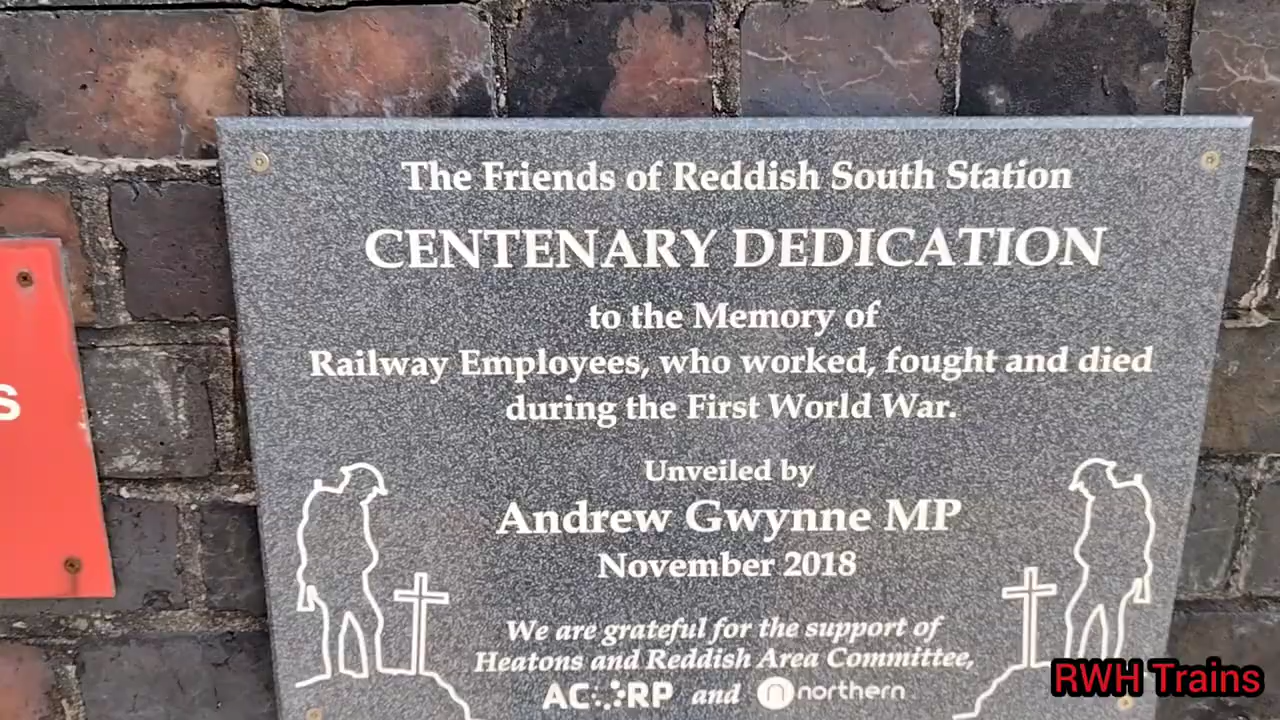 The Friends of Reddish South Station
CENTENARY DEDICATION
to the Memory of
Railway Employees, who worked, fought and died
during the First World War.
Unveiled by
Andrew Gwynne MP
November 2018
We are grateful for the support of
Heatons and Reddish Area Committee,
ACoRP and northern
S
RWH Trains